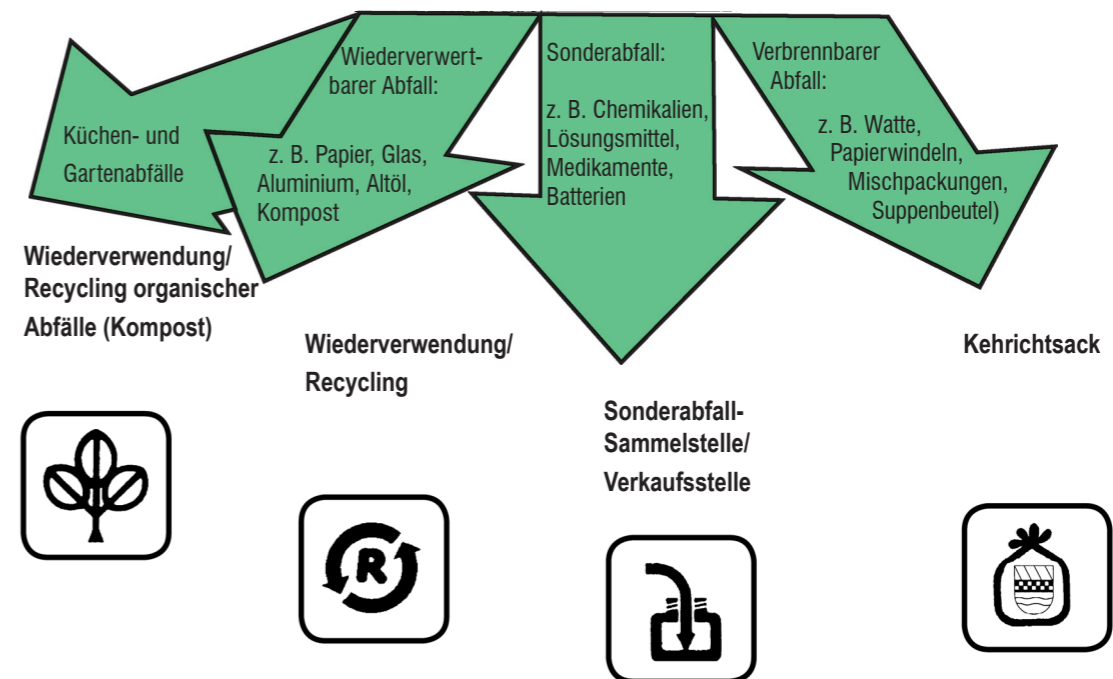 Küchen- und
Gartenabfälle
Wiederverwert-
barer Abfall:
z. B. Papier, Glas,
Aluminium, Altöl,
Kompost
Sonderabfall:
z. B. Chemikalien,
Lösungsmittel,
Medikamente,
Batterien
Verbrennbarer
Abfall:
z. B. Watte,
Papierwindeln,
Mischpackungen,
Suppenbeutel)
Wiederverwendung/
Recycling organischer
Abfälle (Kompost)
Wiederverwendung/
Recycling
Sonderabfall-
Sammelstelle/
Verkaufsstelle
Kehrichtsack
R